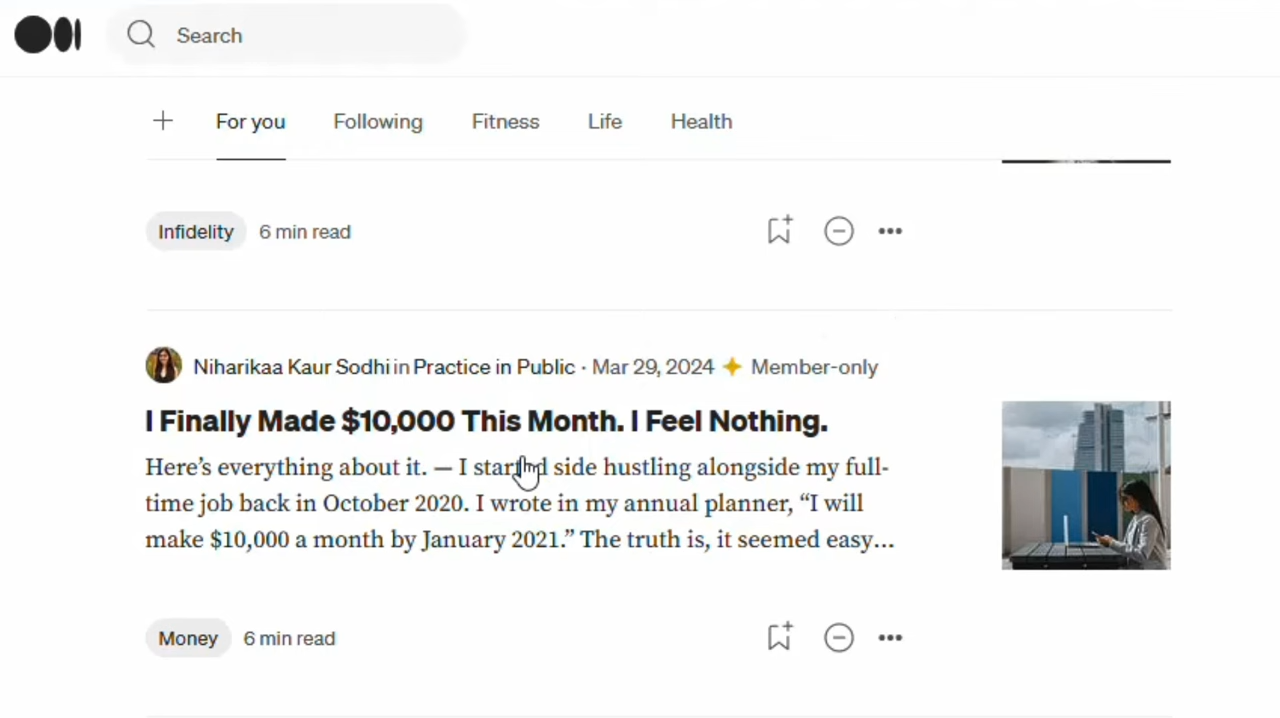 Search
For you Following Fitness Life Health
Infidelity 6 min read
Niharikaa Kaur Sodhi in Practice in Public · Mar 29, 2024 Member-only
I Finally Made $10,000 This Month. I Feel Nothing.
Here’s everything about it. — I started side hustling alongside my full-
time job back in October 2020. I wrote in my annual planner, “I will
make $10,000 a month by January 2021.” The truth is, it seemed easy…
Money 6 min read